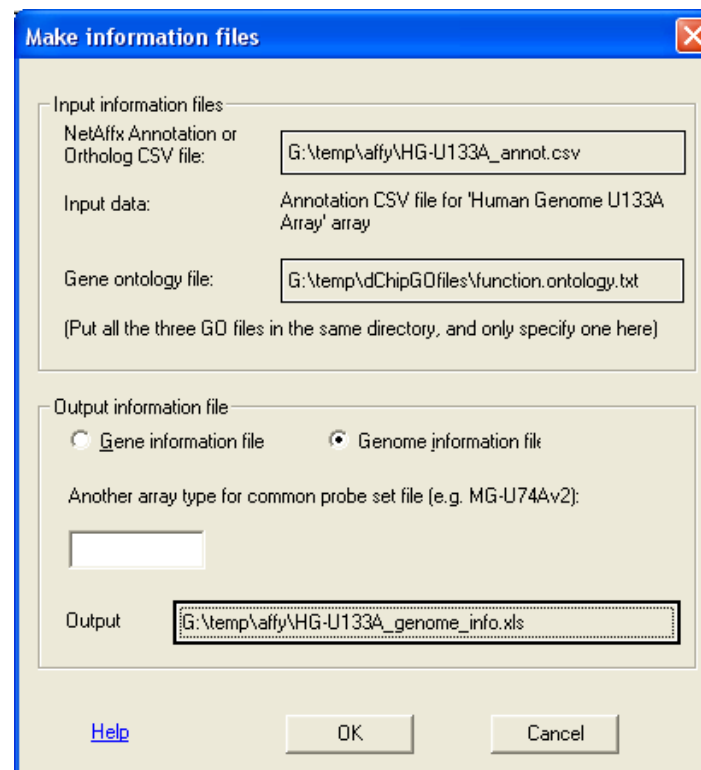 Make information files
Input information files
NetAffx Annotation or
Ortholog CSV file:
G:\temp\affy\HG-U133A_annot.csv
Input data:
Annotation CSV file for 'Human Genome U133A
Array' array
Gene ontology file:
G:\temp\dChipGOfiles\function.ontology.txt
(Put all the three GO files in the same directory, and only specify one here)
Output information file
Gene information file
Genome information file
Another array type for common probe set file (e.g. MG-U74Av2):
Output
G:\temp\affy\HG-U133A_genome_info.xls
Help
OK
Cancel